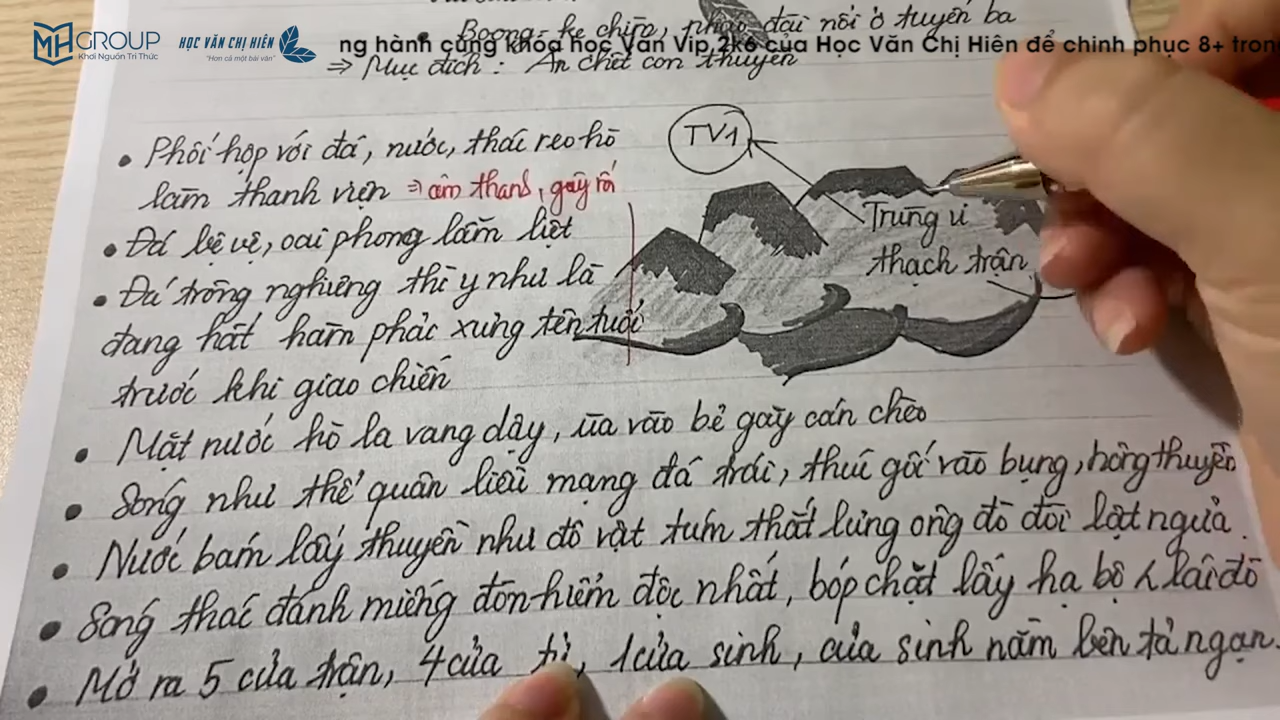 MH GROUP
Khơi Nguồn Tri Thức
HỌC VĂN CHỊ HIÊN
"Hơn cả một bài văn"
ng hành cùng khóa học Văn Vip 2k6 của Học Văn Chị Hiên để chinh phục 8+ tron
Boong-ke chìm, pháo đài nổi ở tuyến ba
⇒ Mục đích: Ăn chết con thuyền
• Phối hợp với đá, nước, thác reo hò
làm thanh viện ⇒ âm thanh, gây rối
TV1
• Đá bệ vệ, oai phong lẫm liệt
Trùng vi
thạch trận
• Đá trông nghiêng thì y như là
đang hất hàm phải xưng tên tuổi
trước khi giao chiến
• Mặt nước hò la vang dậy, ùa vào bẻ gãy cán chèo
• Sóng như thể quân liều mạng đá trái, thúc gối vào bụng, hông thuyền
• Nước bám lấy thuyền như đô vật túm thắt lưng ông đò đòi lật ngửa.
• Sóng thác đánh miếng đòn hiểm độc nhất, bóp chặt lấy hạ bộ lái đò
• Mở ra 5 cửa trận, 4 cửa tử, 1 cửa sinh, cửa sinh nằm bên tả ngạn.